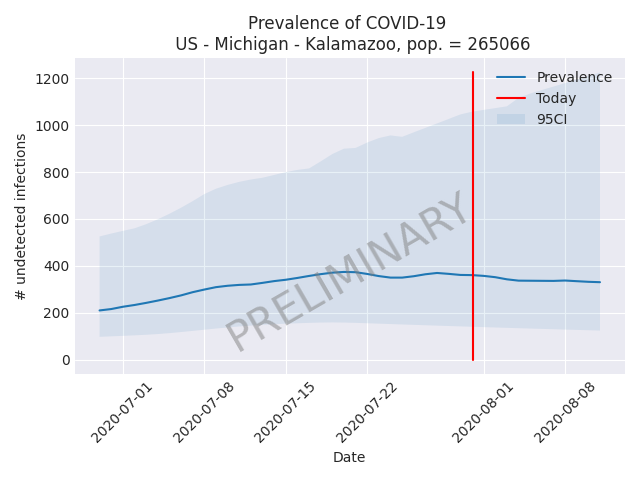 Prevalence of COVID-19
US - Michigan - Kalamazoo, pop. = 265066
Prevalence
Today
95CI
1200
1000
800
600
400
200
0
# undetected infections
PRELIMINARY
2020-07-01
2020-07-08
2020-07-15
2020-07-22
2020-08-01
2020-08-08
Date